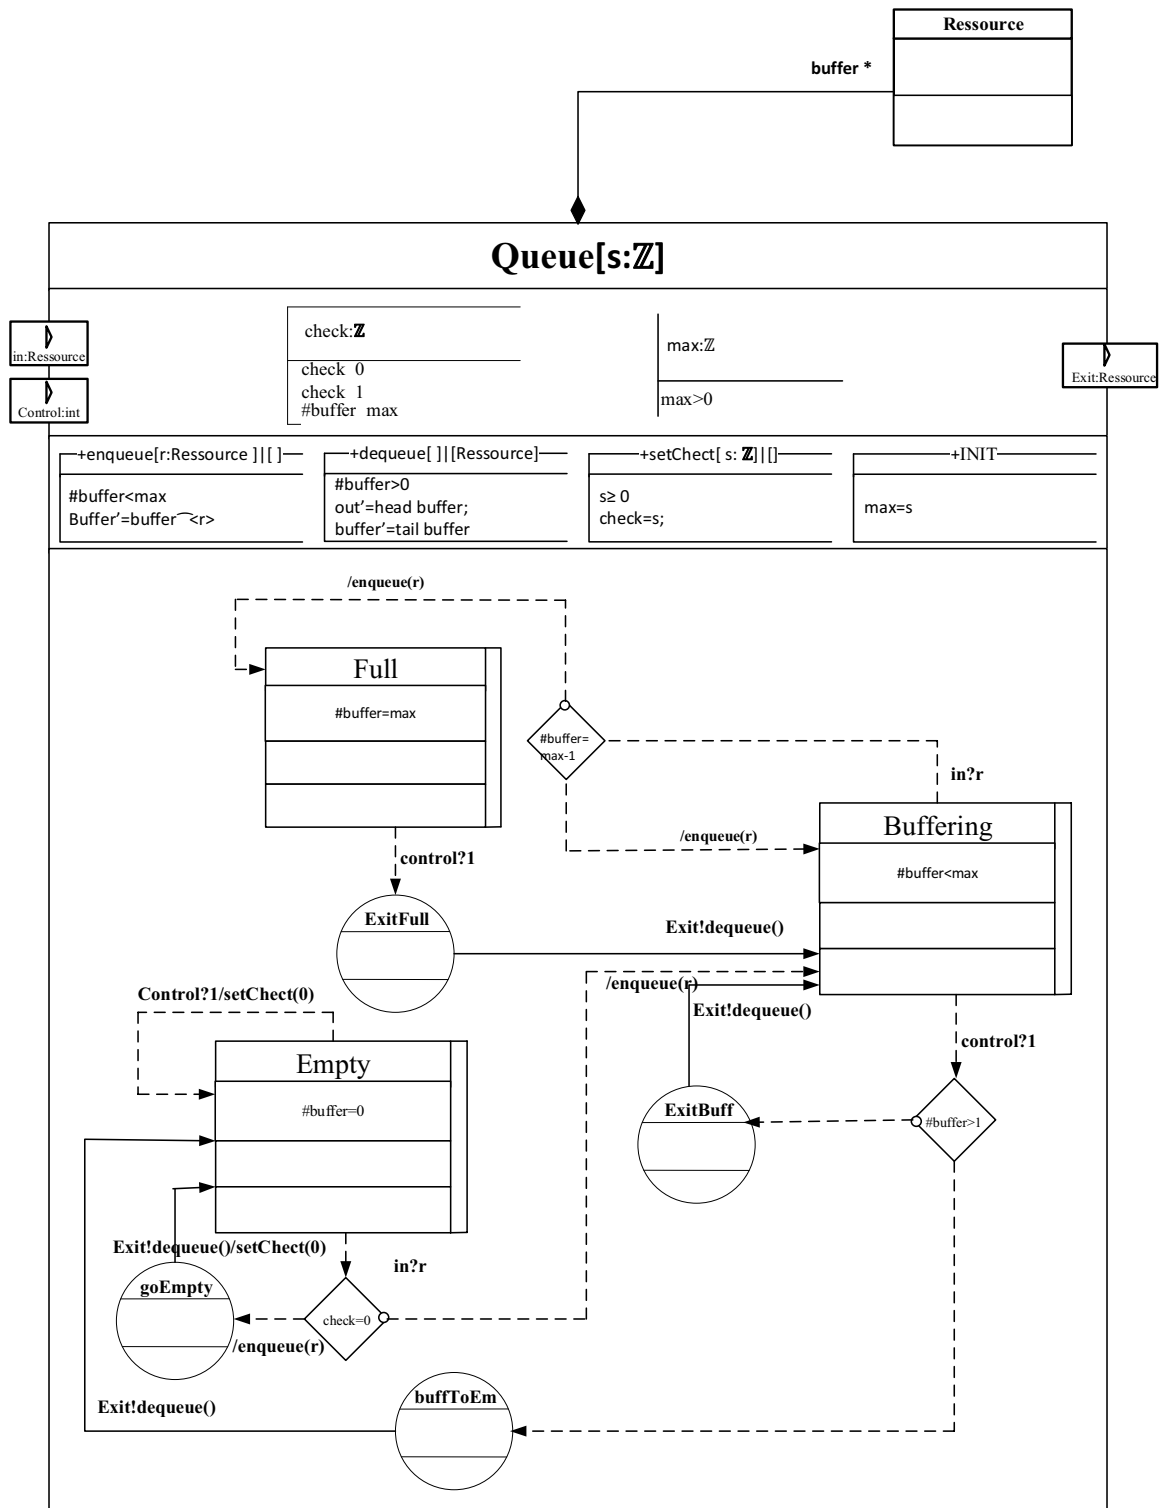 Ressource
buffer *
Queue[s:ℤ]
in:Ressource
Control:int
check:ℤ
check  0
check  1
#buffer  max
max:ℤ
max>0
Exit:Ressource
+enqueue[r:Ressource ]|[ ]
#buffer<max
Buffer’=buffer⁀<r>
+dequeue[ ]|[Ressource]
#buffer>0
out’=head buffer;
buffer’=tail buffer
+setChect[ s: ℤ]|[]
s≥ 0
check=s;
+INIT
max=s
/enqueue(r)
Full
#buffer=max
#buffer=
max-1
in?r
/enqueue(r)
Buffering
#buffer<max
control?1
ExitFull
Exit!dequeue()
/enqueue(r)
Exit!dequeue()
Control?1/setChect(0)
Empty
#buffer=0
control?1
ExitBuff
#buffer>1
Exit!dequeue()/setChect(0)
in?r
goEmpty
check=0
/enqueue(r)
buffToEm
Exit!dequeue()